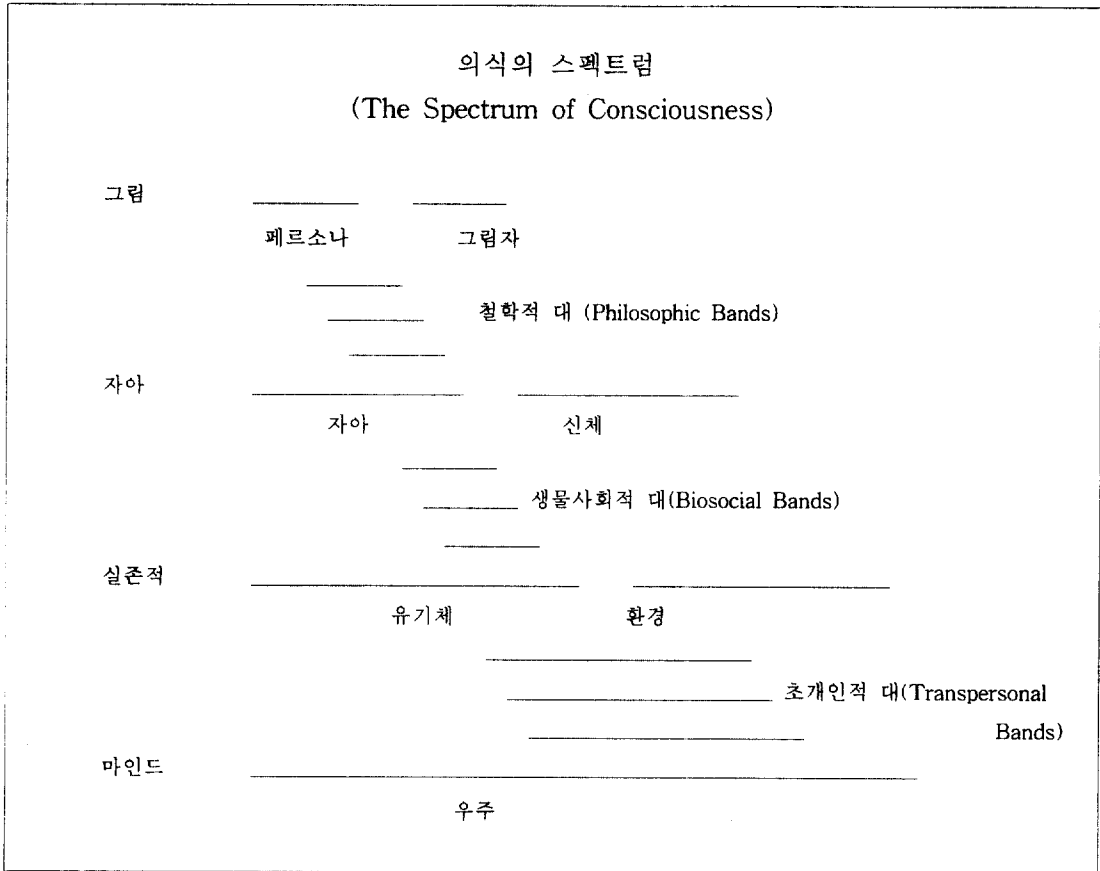 의식의 스펙트럼
(The Spectrum of Consciousness)
그림
페르소나 그림자
철학적 대 (Philosophic Bands)
자아
자아 신체
생물사회적 대(Biosocial Bands)
실존적
유기체 환경
초개인적 대(Transpersonal
Bands)
마인드
우주